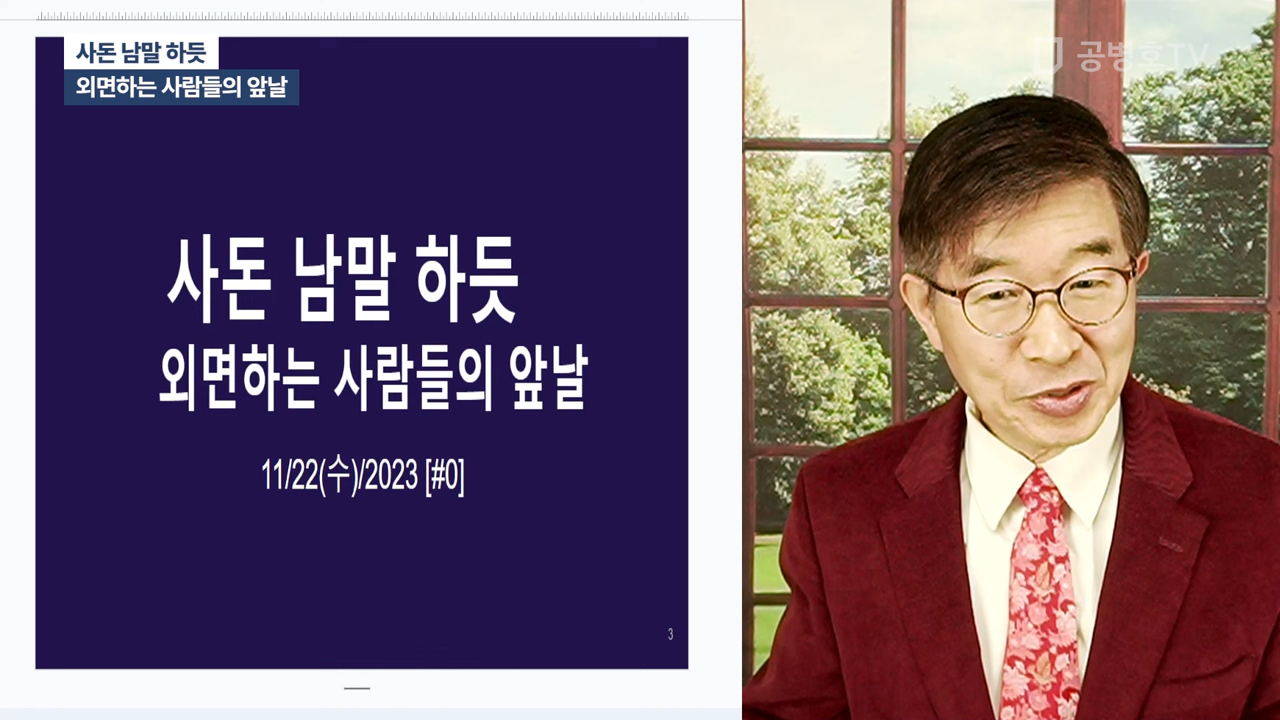 사돈 남말 하듯
외면하는 사람들의 앞날
공병호TV
사돈 남말 하듯
외면하는 사람들의 앞날
11/22(수)/2023 [#0]
3